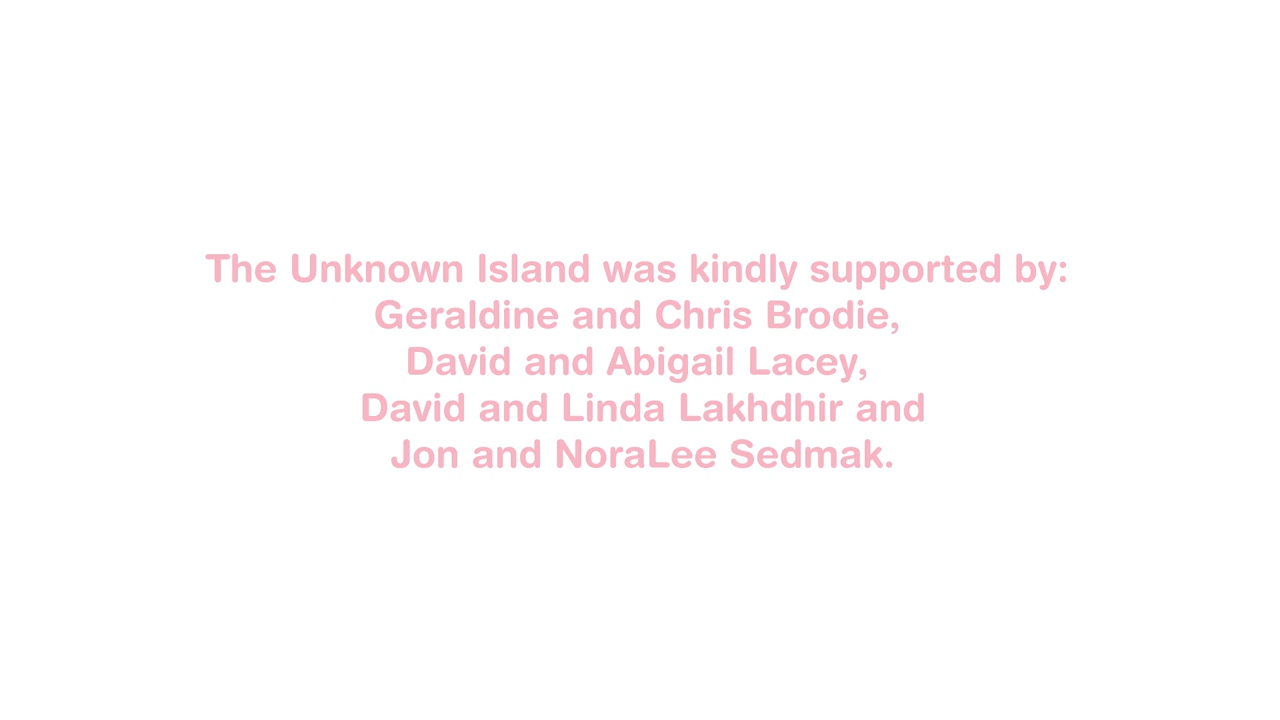 The Unknown Island was kindly supported by:
Geraldine and Chris Brodie,
David and Abigail Lacey,
David and Linda Lakhdhir and
Jon and NoraLee Sedmak.